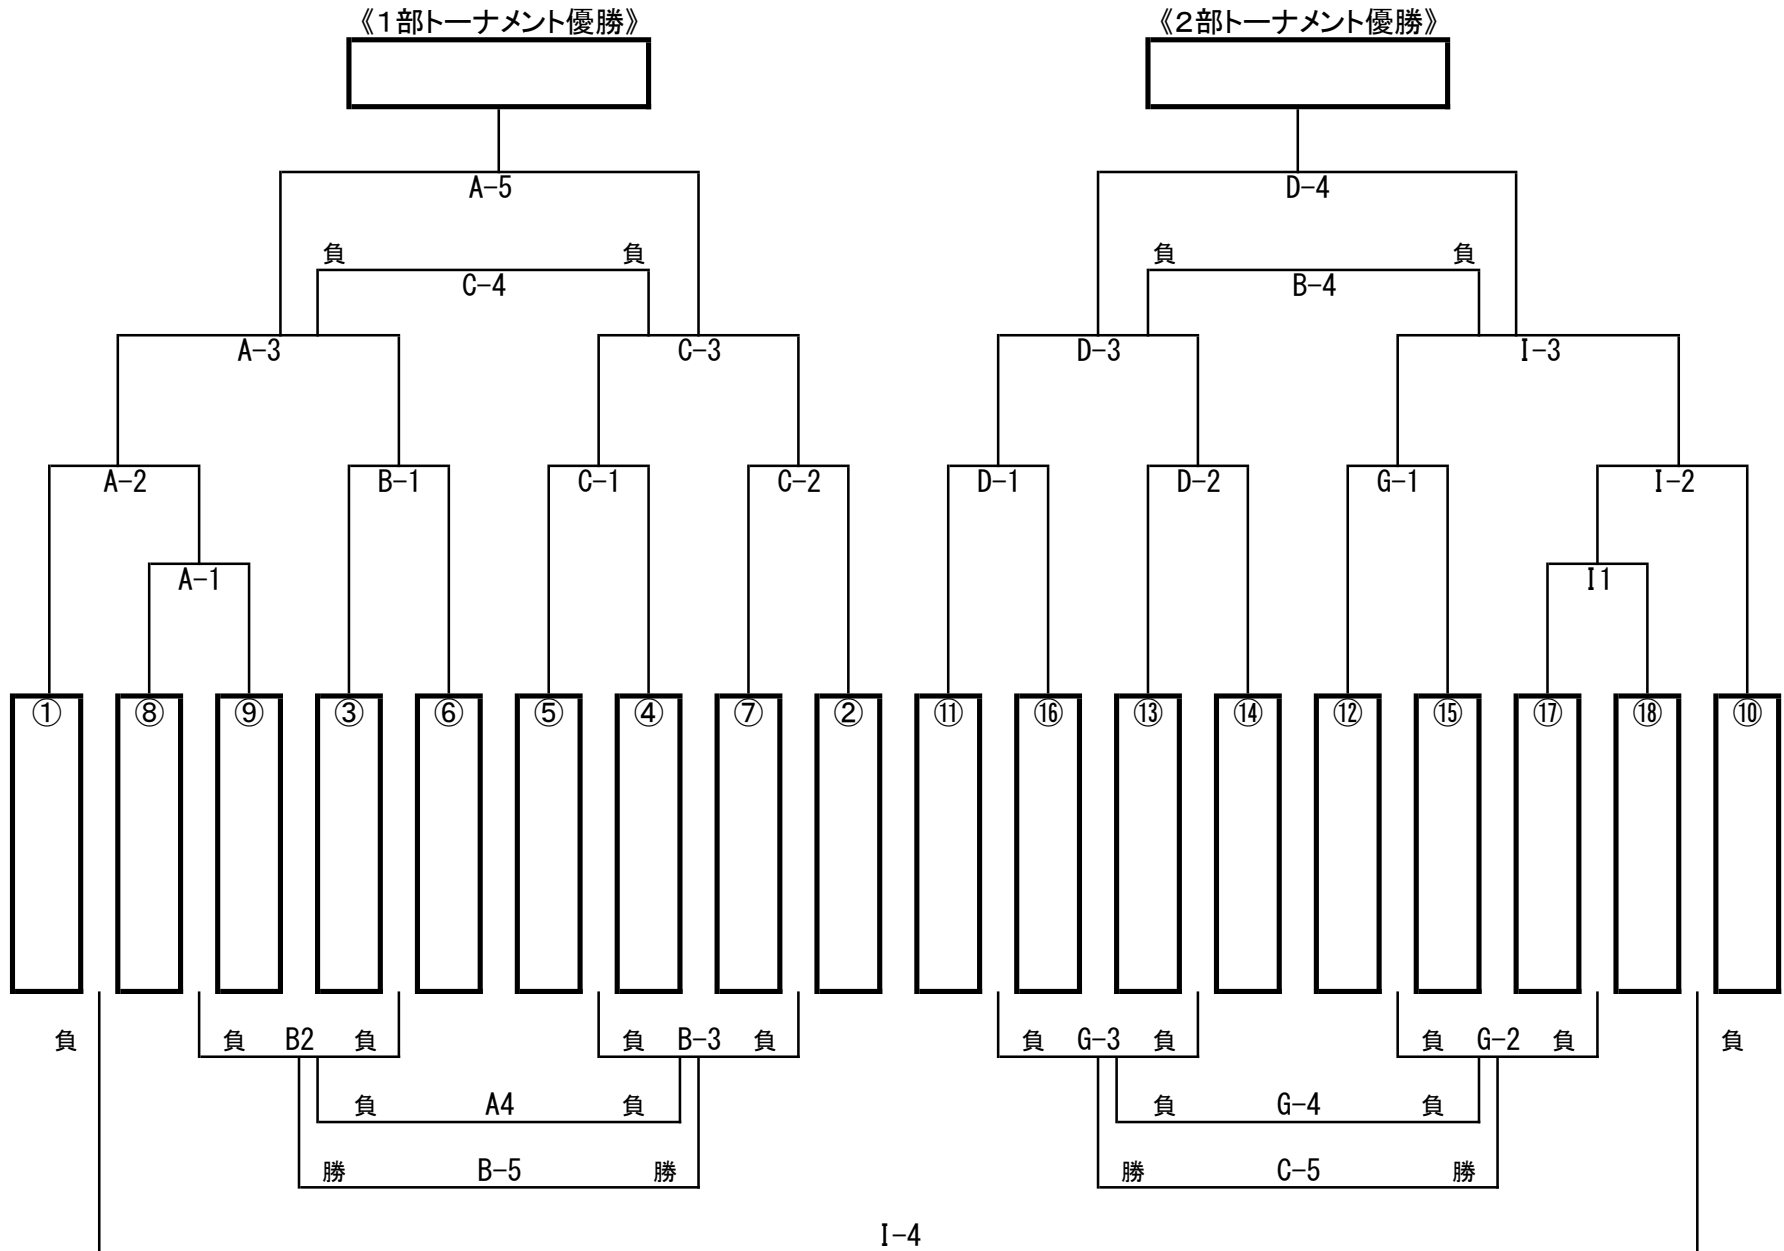 《１部トーナメント優勝》 《２部トーナメント優勝》
A-5 D-4
負 負 負 負
C-4 B-4
A-3 C-3 D-3 I-3
A-2 B-1 C-1 C-2 D-1 D-2 G-1 I-2
A-1 I1
① ⑧ ⑨ ③ ⑥ ⑤ ④ ⑦ ② ⑪ ⑯ ⑬ ⑭ ⑫ ⑮ ⑰ ⑱ ⑩
負 負 B2 負 負 B-3 負 負 G-3 負 負 G-2 負 負
負 A4 負 負 G-4 負
勝 B-5 勝 勝 C-5 勝
I-4